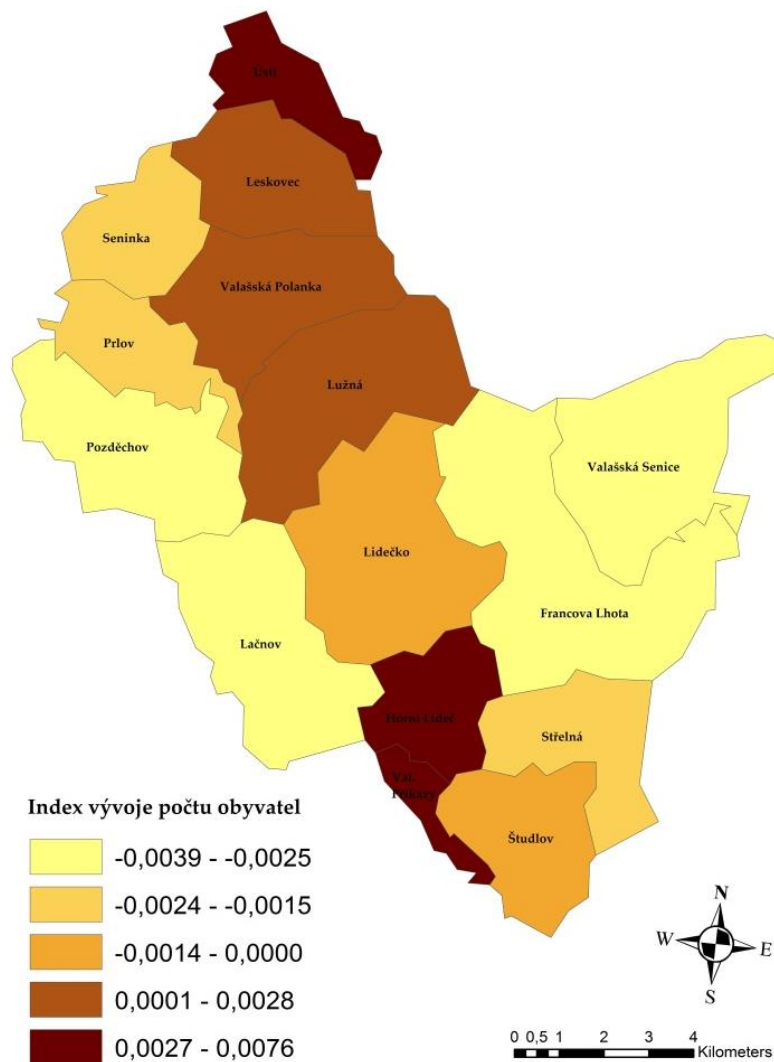 Ústí
Leskovec
Seninka
Valašská Polanka
Prlov
Lužná
Pozděchov
Valašská Senice
Lidečko
Francova Lhota
Lačnov
Horní Lideč
Střelná
Val.
Příkazy
Študlov
Index vývoje počtu obyvatel
-0,0039 - -0,0025
-0,0024 - -0,0015
-0,0014 - 0,0000
0,0001 - 0,0028
0,0027 - 0,0076
N
W E
S
0 0,5 1 2 3 4
Kilometers